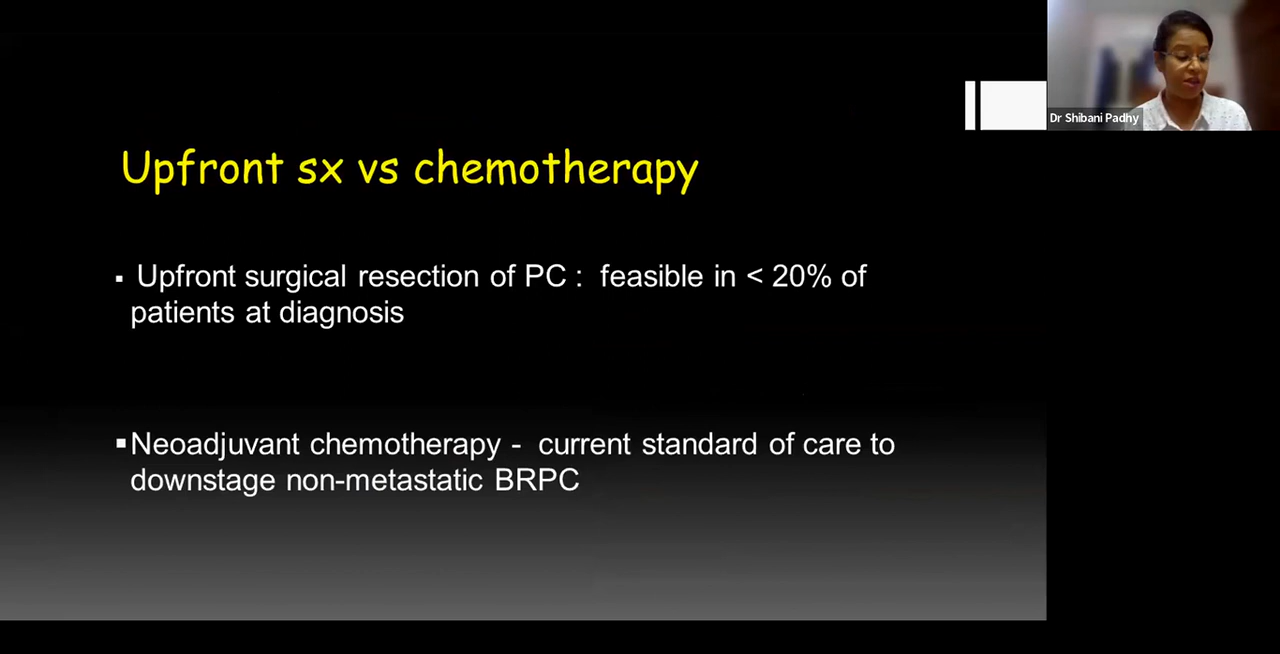 Dr Shibani Padhy
Upfront sx vs chemotherapy
▪ Upfront surgical resection of PC : feasible in < 20% of
patients at diagnosis
▪Neoadjuvant chemotherapy - current standard of care to
downstage non-metastatic BRPC